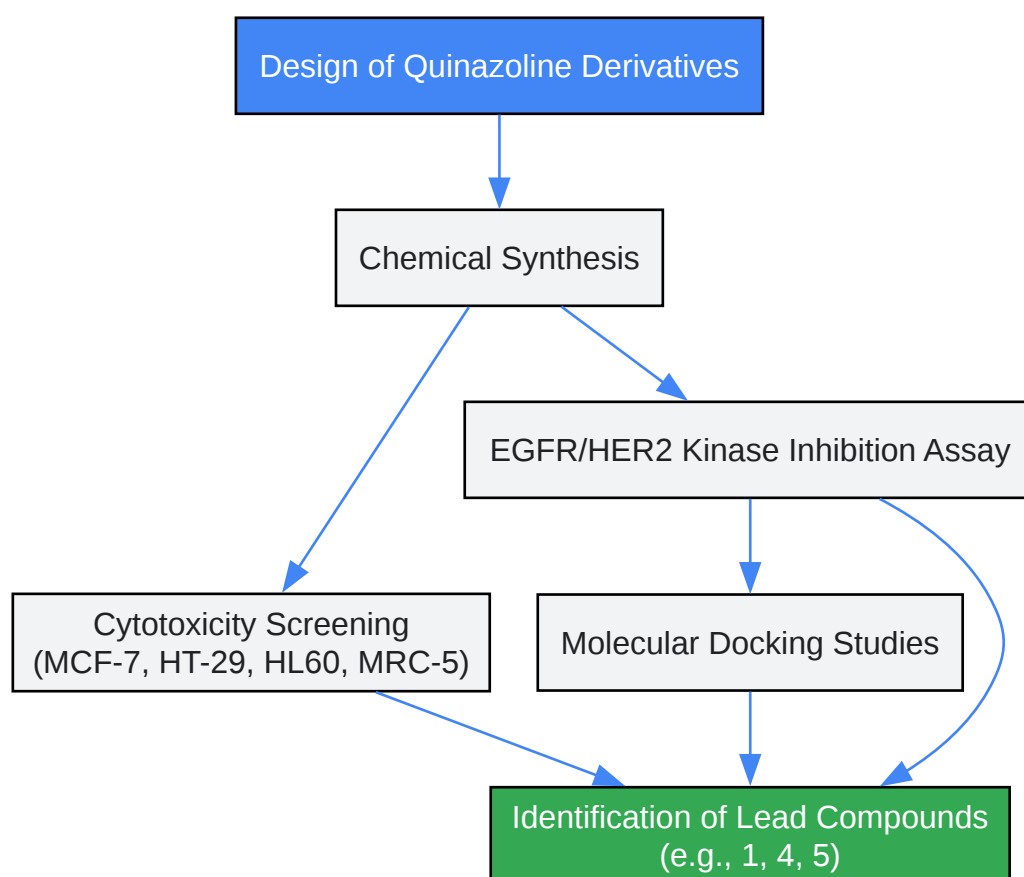 Design of Quinazoline Derivatives
Chemical Synthesis
EGFR/HER2 Kinase Inhibition Assay
Cytotoxicity Screening
(MCF-7, HT-29, HL60, MRC-5)
Molecular Docking Studies
Identification of Lead Compounds
(e.g., 1, 4, 5)